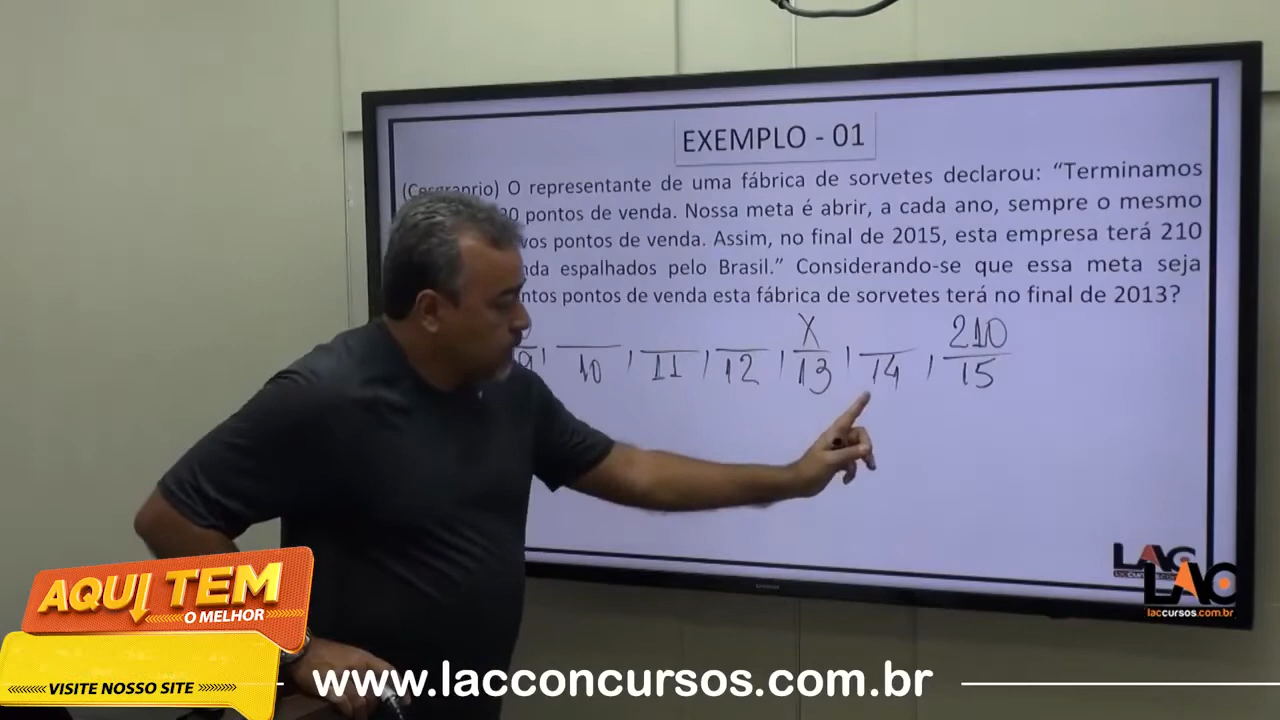 EXEMPLO - 01
(Cesgranrio) O representante de uma fábrica de sorvetes declarou: “Terminamos
pontos de venda. Nossa meta é abrir, a cada ano, sempre o mesmo
pontos de venda. Assim, no final de 2015, esta empresa terá 210
espalhados pelo Brasil.” Considerando-se que essa meta seja
pontos de venda esta fábrica de sorvetes terá no final de 2013?
X 210
10 , 11 , 12 , 13 , 14 , 15
LAC
LAC
laccursos.com.br
AQUI TEM
O MELHOR
VISITE NOSSO SITE
www.lacconcursos.com.br